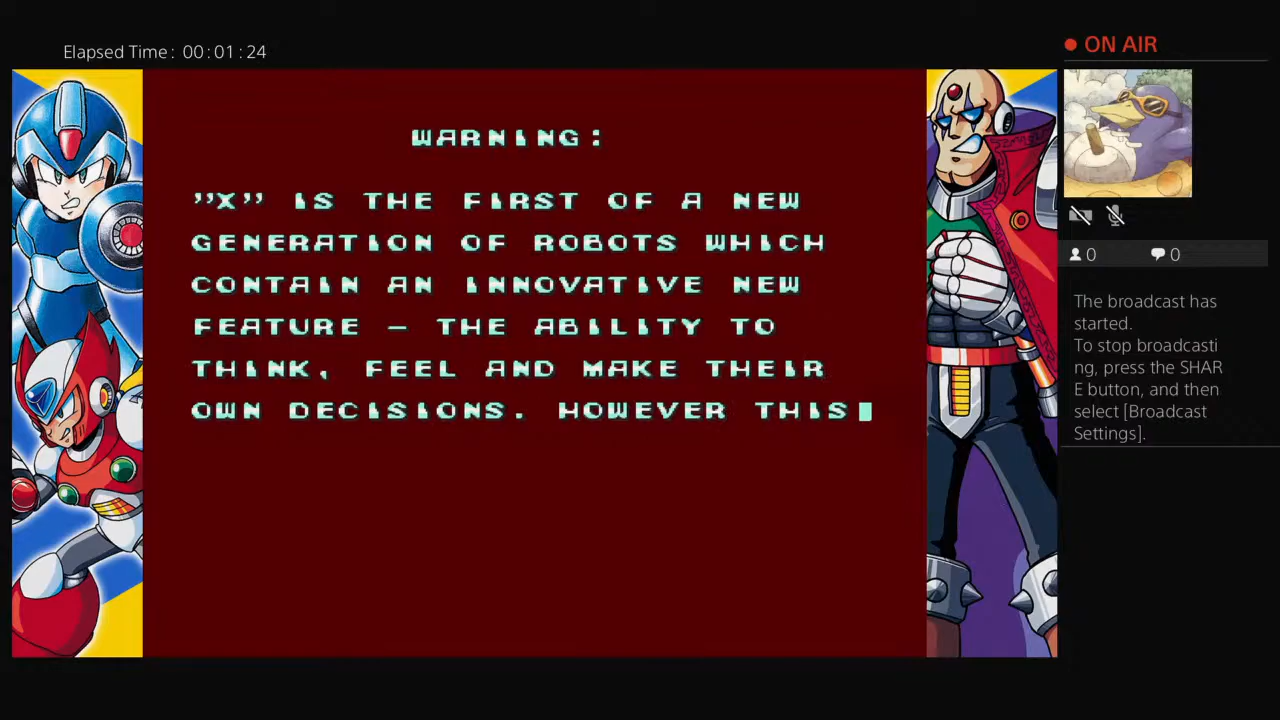 Elapsed Time: 00:01:24
ON AIR
WARNING:
"X" IS THE FIRST OF A NEW
GENERATION OF ROBOTS WHICH
CONTAIN AN INNOVATIVE NEW
FEATURE – THE ABILITY TO
THINK, FEEL AND MAKE THEIR
OWN DECISIONS. HOWEVER THIS
0 0
The broadcast has
started.
To stop broadcasti
ng, press the SHAR
E button, and then
select [Broadcast
Settings].